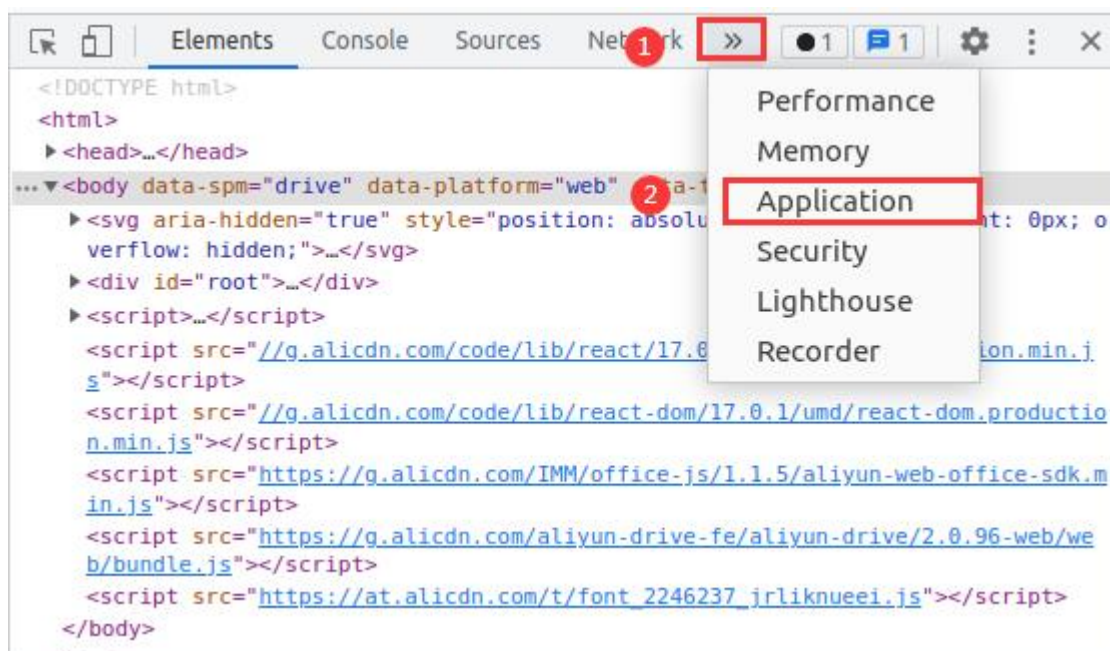 Elements Console Sources Network » 1 1
1
Performance
Memory
Application
Security
Lighthouse
Recorder
2
<!DOCTYPE html>
<html>
▶<head>…</head>
…▼<body data-spm="drive" data-platform="web"
▶<svg aria-hidden="true" style="position: absolu nt: 0px; o
verflow: hidden;">…</svg>
▶<div id="root">…</div>
▶<script>…</script>
<script src="//g.alicdn.com/code/lib/react/17.0 ion.min.j
s"></script>
<script src="//g.alicdn.com/code/lib/react-dom/17.0.1/umd/react-dom.productio
n.min.js"></script>
<script src="https://g.alicdn.com/IMM/office-js/1.1.5/aliyun-web-office-sdk.m
in.js"></script>
<script src="https://g.alicdn.com/aliyun-drive-fe/aliyun-drive/2.0.96-web/we
b/bundle.js"></script>
<script src="https://at.alicdn.com/t/font_2246237_jrliknueei.js"></script>
</body>